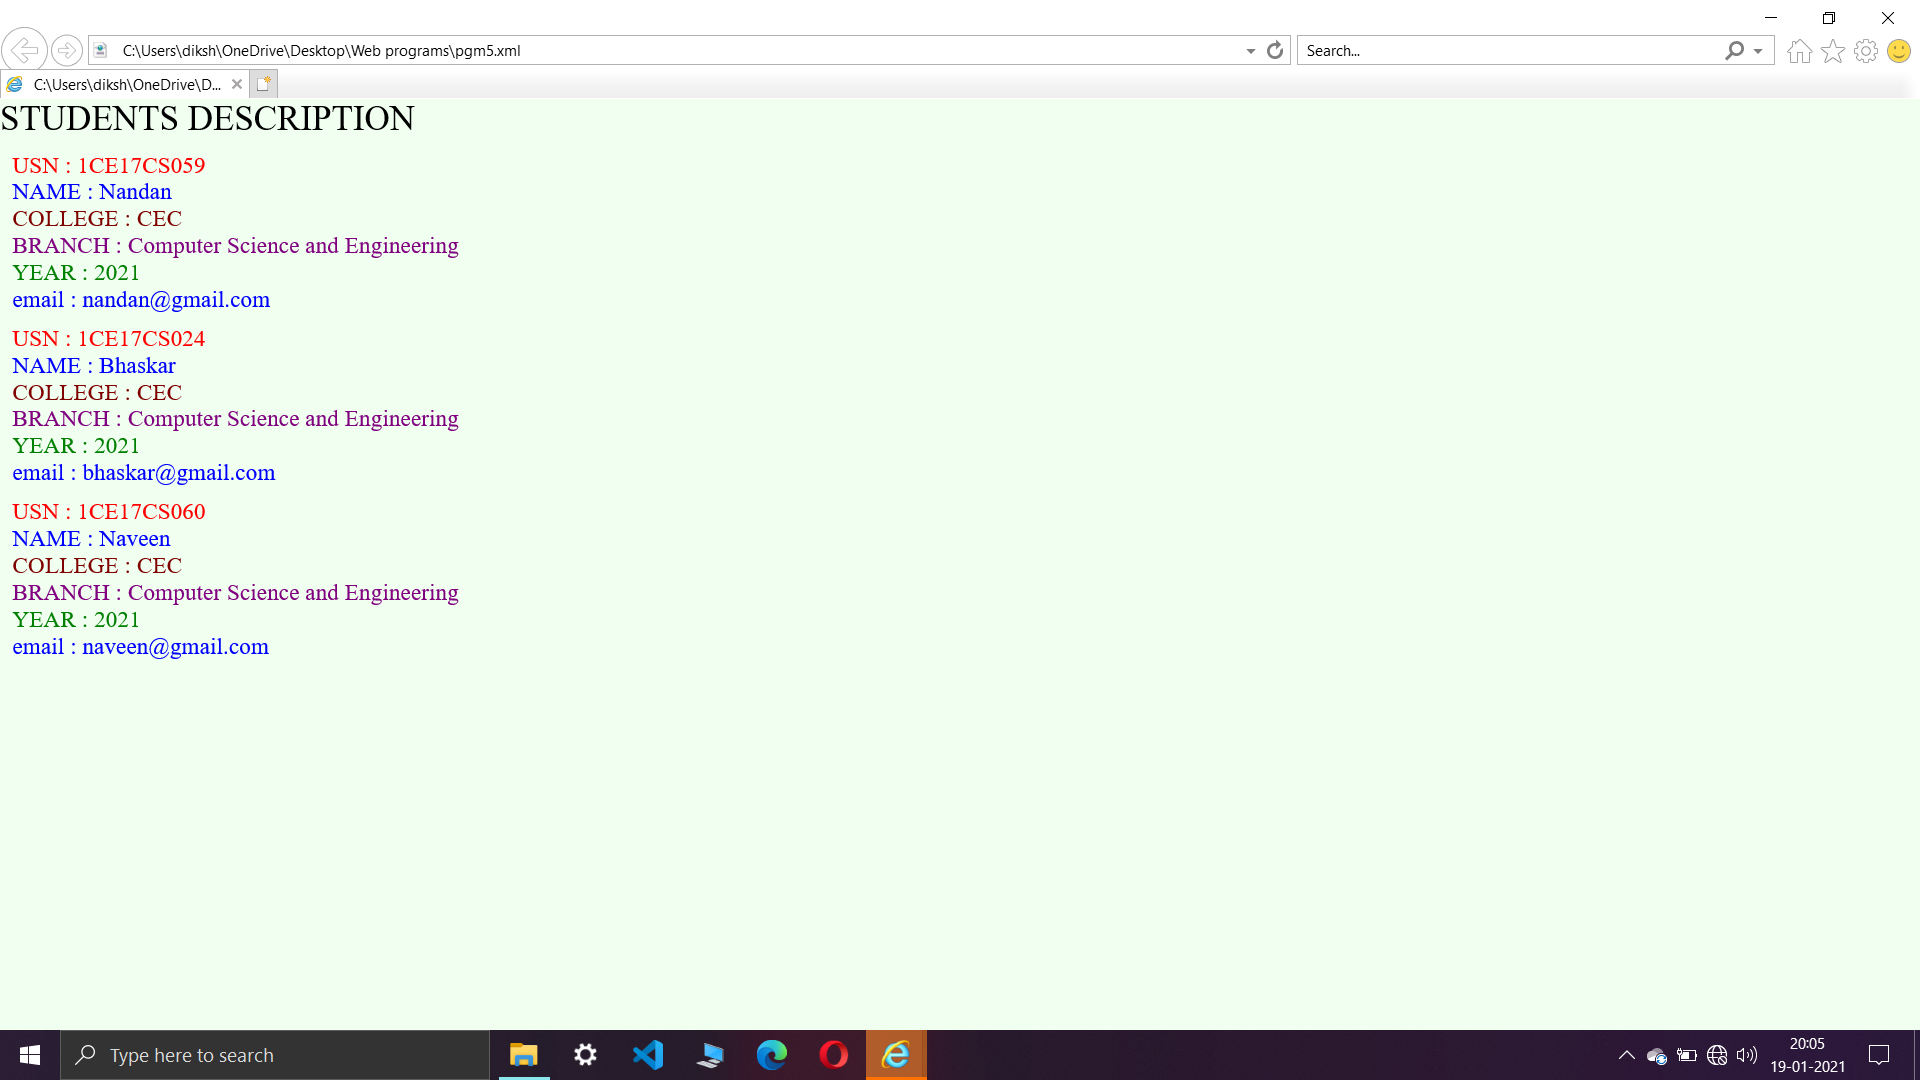 C:\Users\diksh\OneDrive\Desktop\Web programs\pgm5.xml
Search...
C:\Users\diksh\OneDrive\D...
STUDENTS DESCRIPTION
USN : 1CE17CS059
NAME : Nandan
COLLEGE : CEC
BRANCH : Computer Science and Engineering
YEAR : 2021
email : nandan@gmail.com
USN : 1CE17CS024
NAME : Bhaskar
COLLEGE : CEC
BRANCH : Computer Science and Engineering
YEAR : 2021
email : bhaskar@gmail.com
USN : 1CE17CS060
NAME : Naveen
COLLEGE : CEC
BRANCH : Computer Science and Engineering
YEAR : 2021
email : naveen@gmail.com
Type here to search
20:05
19-01-2021